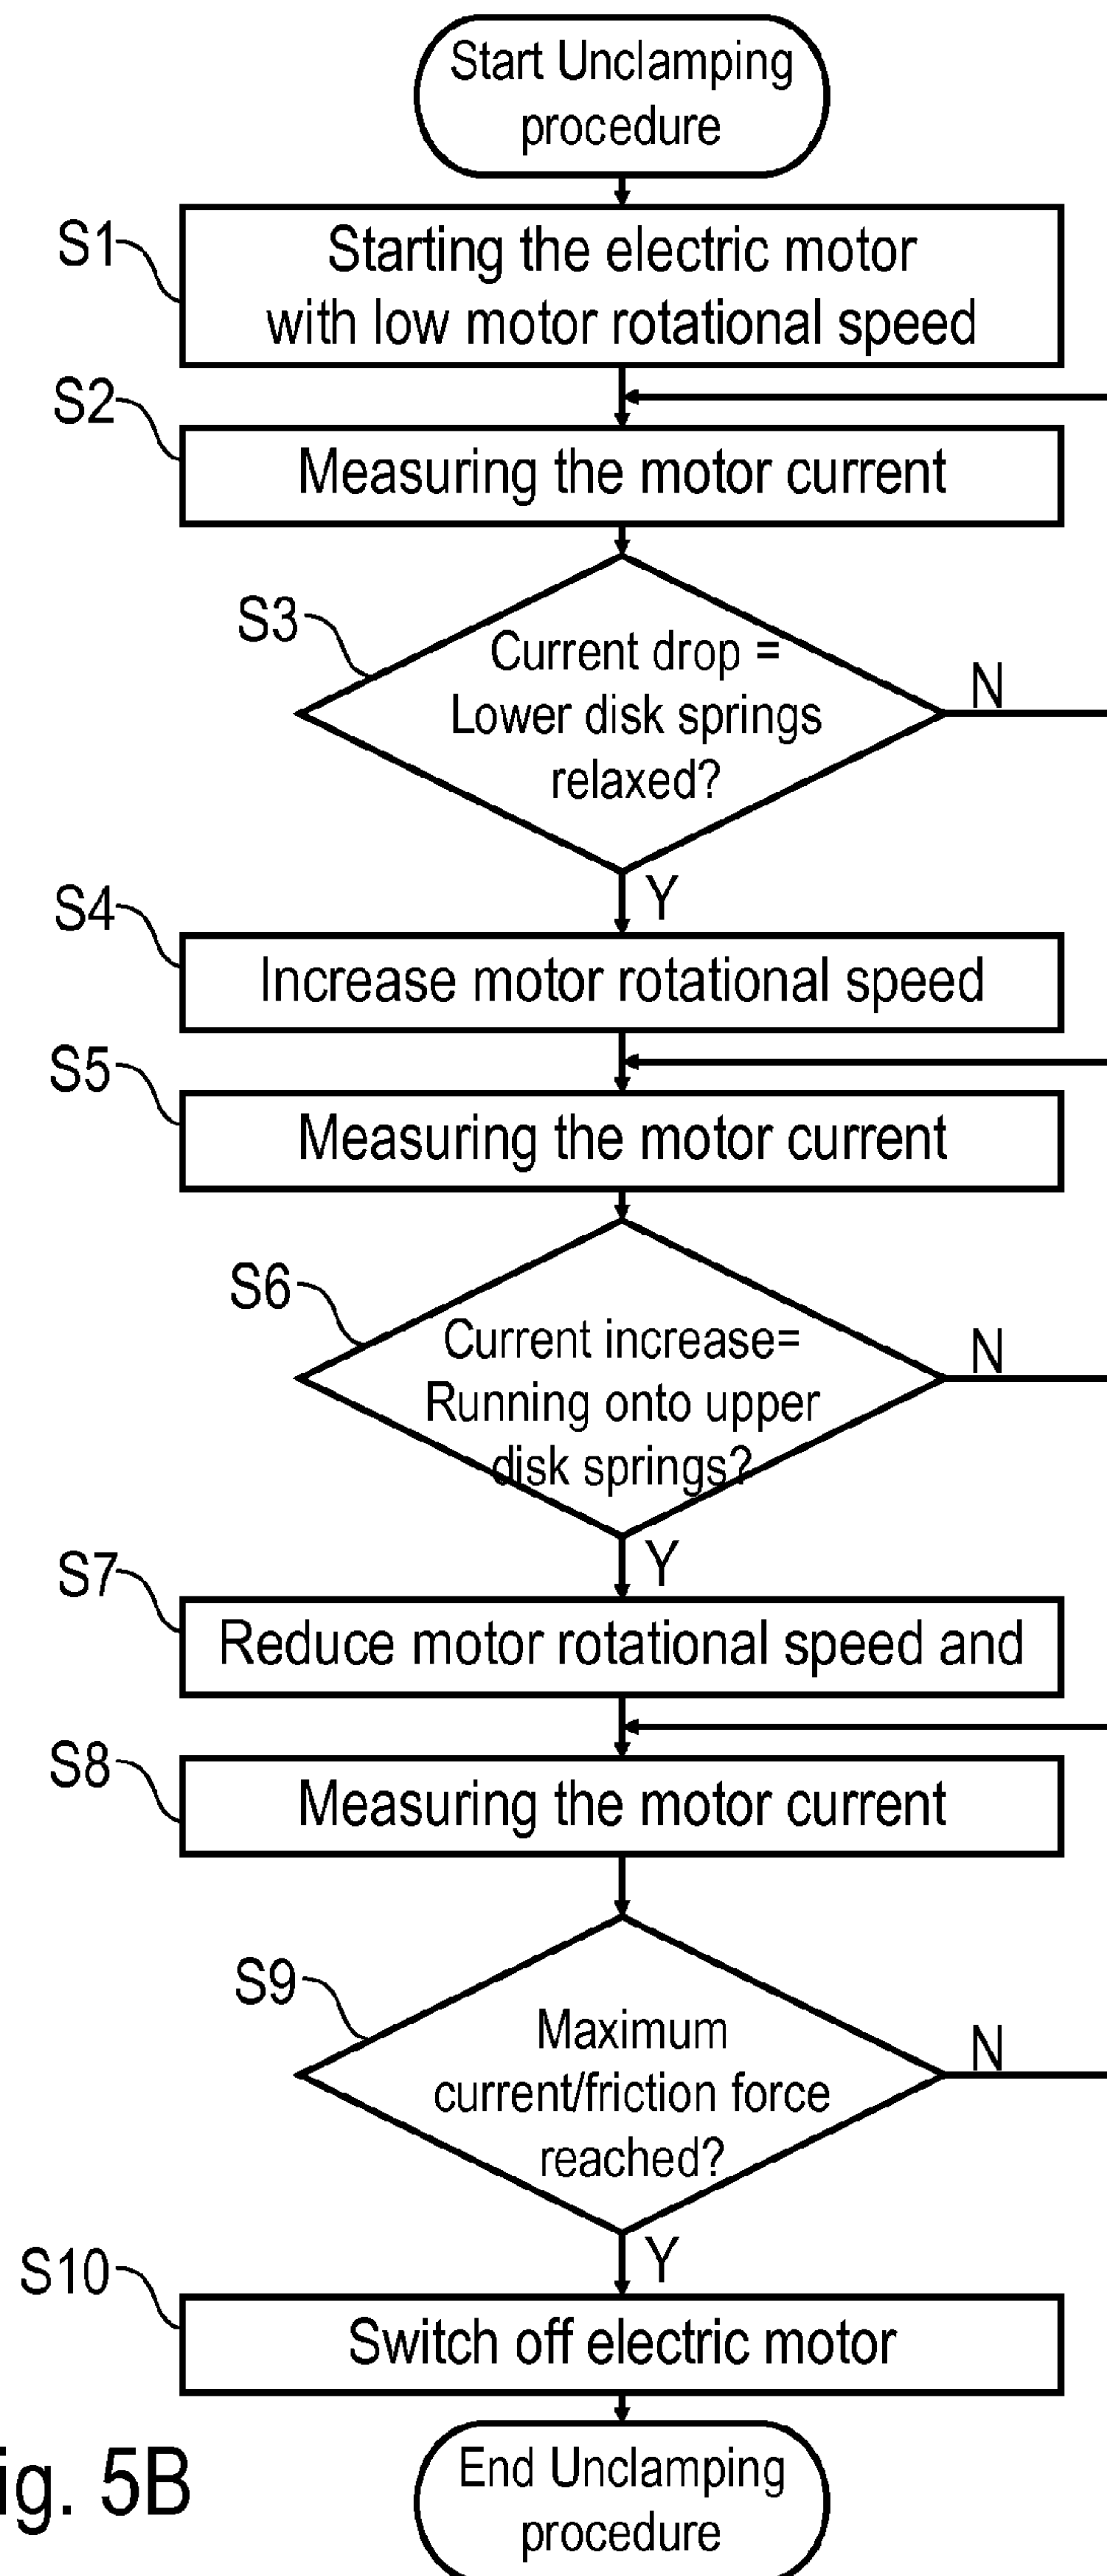 Start Unclamping
procedure
S1
Starting the electric motor
with low motor rotational speed
S2
Measuring the motor current
S3
Current drop =
Lower disk springs
relaxed?
N
Y
S4
Increase motor rotational speed
S5
Measuring the motor current
S6
Current increase=
Running onto upper
disk springs?
N
Y
S7
Reduce motor rotational speed and
S8
Measuring the motor current
S9
Maximum
current/friction force
reached?
N
Y
S10
Switch off electric motor
ig. 5B
End Unclamping
procedure